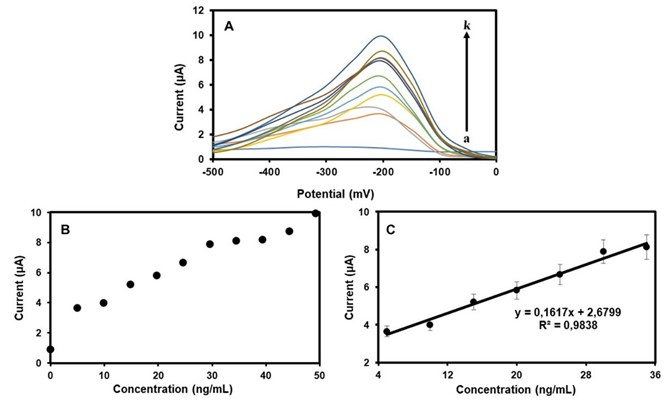 A
k
a
Current (µA)
12
10
8
6
4
2
0
-500
-400
-300
-200
-100
0
Potential (mV)
B
Current (µA)
10
8
6
4
2
0
0
10
20
30
40
50
Concentration (ng/mL)
C
Current (µA)
10
8
6
4
2
y = 0,1617x + 2,6799
R² = 0,9838
4
12
20
28
36
Concentration (ng/mL)